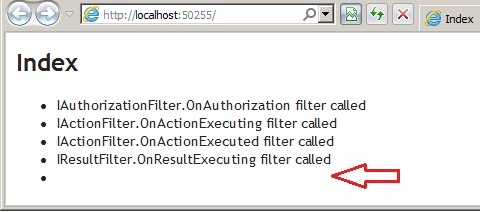 http://localhost:50255/
Index
Index
• IAuthorizationFilter.OnAuthorization filter called
• IActionFilter.OnActionExecuting filter called
• IActionFilter.OnActionExecuted filter called
• IResultFilter.OnResultExecuting filter called
•